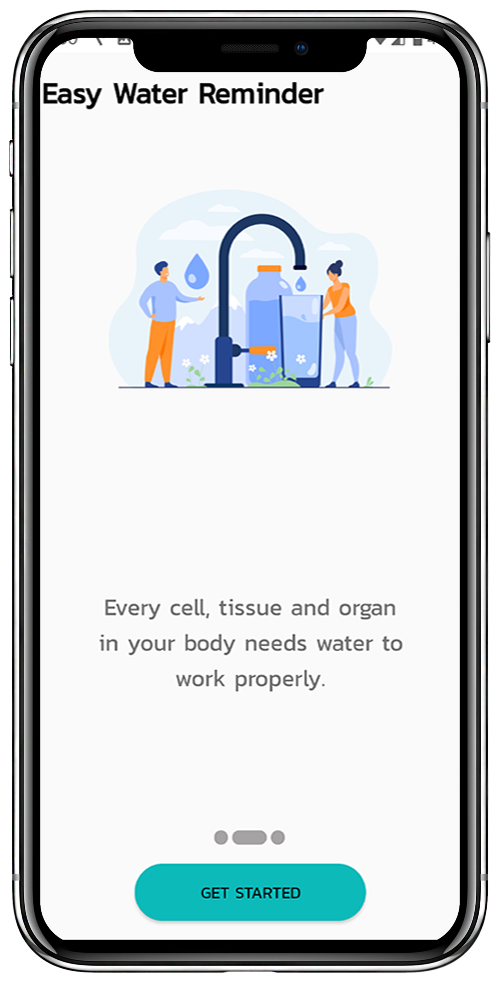 Easy Water Reminder
Every cell, tissue and organ
in your body needs water to
work properly.
GET STARTED